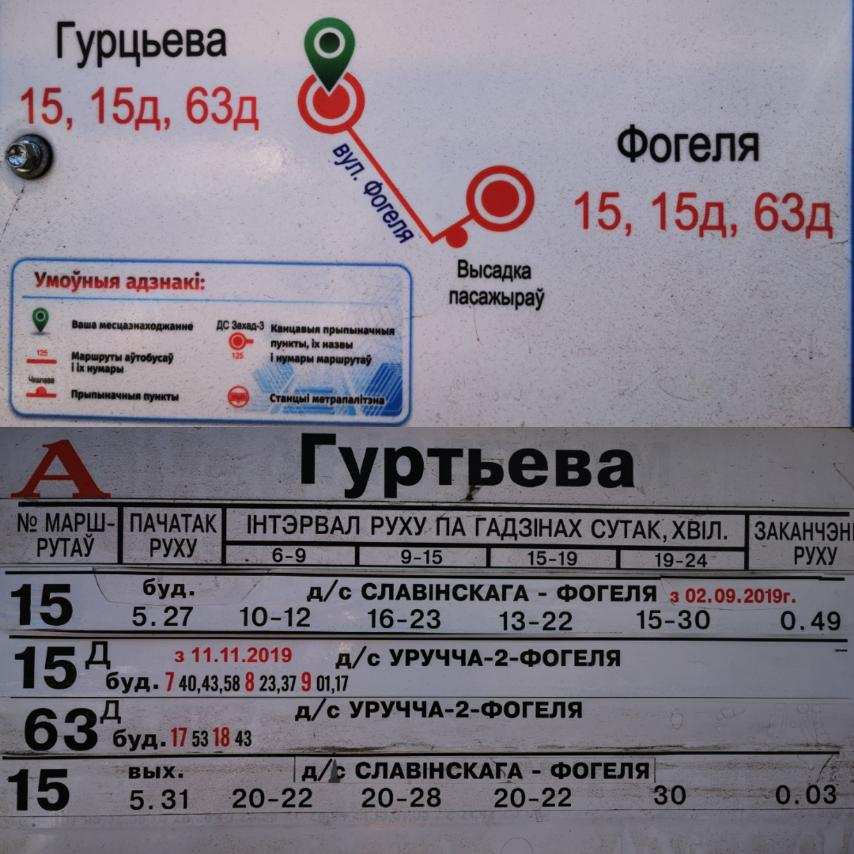 Гурцьева
15, 15д, 63д
вул. Фогеля
Фогеля
15, 15д, 63д
Высадка
пасажыраў
Умоўныя адзнакі:
Ваша месцазнаходжанне
125
Маршруты аўтобусаў
і іх нумары
Чкалава
Прыпыначныя пункты
ДС Захад-3
125
Канцавыя прыпыначныя
пункты, іх назвы
і нумары маршрутаў
Станцыі метрапалітэна
А
Гуртьева
№ МАРШ-
РУТАЎ
ПАЧАТАК
РУХУ
ІНТЭРВАЛ РУХУ ПА ГАДЗІНАХ СУТАК, ХВІЛ.
6-9 9-15 15-19 19-24
ЗАКАНЧЭН
РУХУ
15 буд. д/с СЛАВІНСКАГА - ФОГЕЛЯ з 02.09.2019г.
5.27 10-12 16-23 13-22 15-30 0.49
15 Д з 11.11.2019 д/с УРУЧЧА-2-ФОГЕЛЯ
буд. 7 40,43,58 8 23,37 9 01,17
63 Д д/с УРУЧЧА-2-ФОГЕЛЯ
буд. 17 53 18 43
15 вых. д/с СЛАВІНСКАГА - ФОГЕЛЯ
5.31 20-22 20-28 20-22 30 0.03